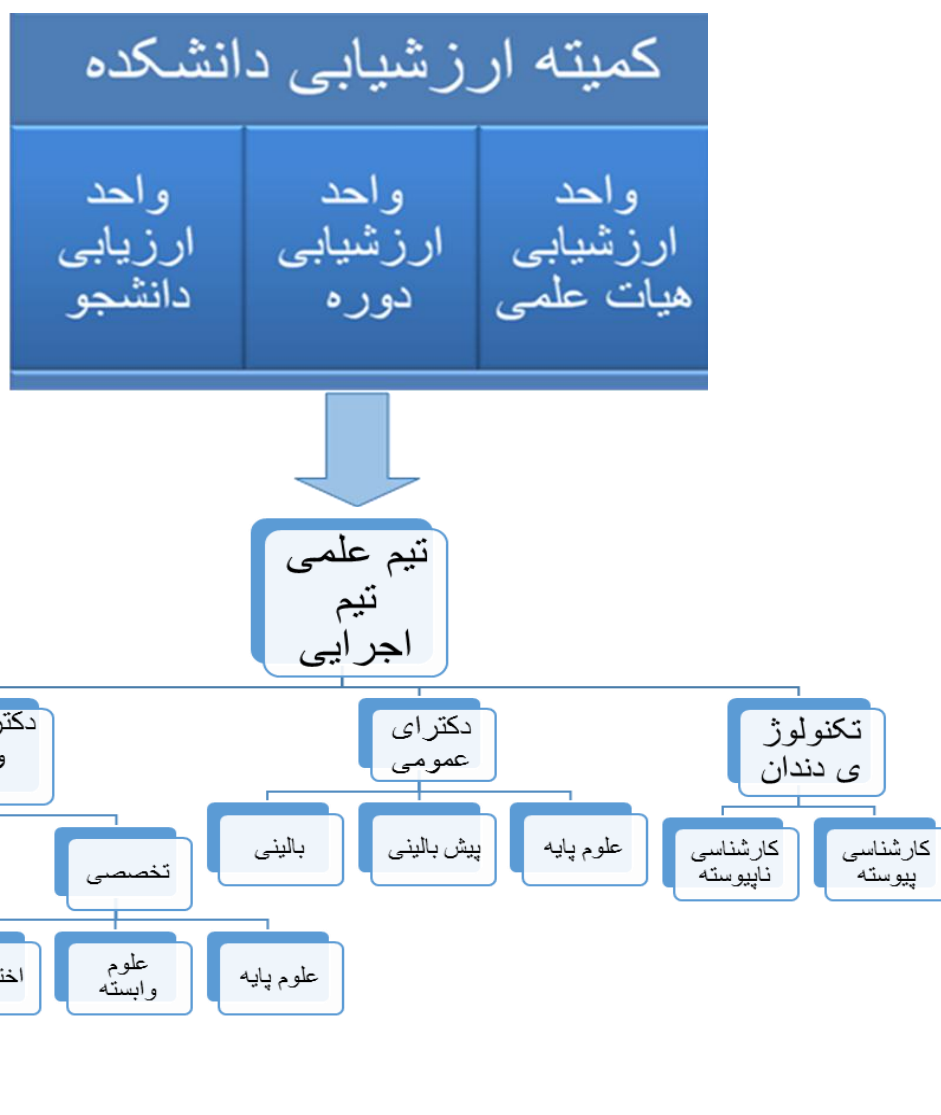 کمیته ارزشیابی دانشکده
واحد
ارزشیابی
هیات علمی
واحد
ارزشیابی
دوره
واحد
ارزیابی
دانشجو
تیم علمی
تیم
اجرایی
تکنولوژ
ی دندان
دکترای
عمومی
و
کارشناسی
پیوسته
کارشناسی
ناپیوسته
علوم پایه
پیش بالینی
بالینی
تخصصی
علوم پایه
علوم
وابسته